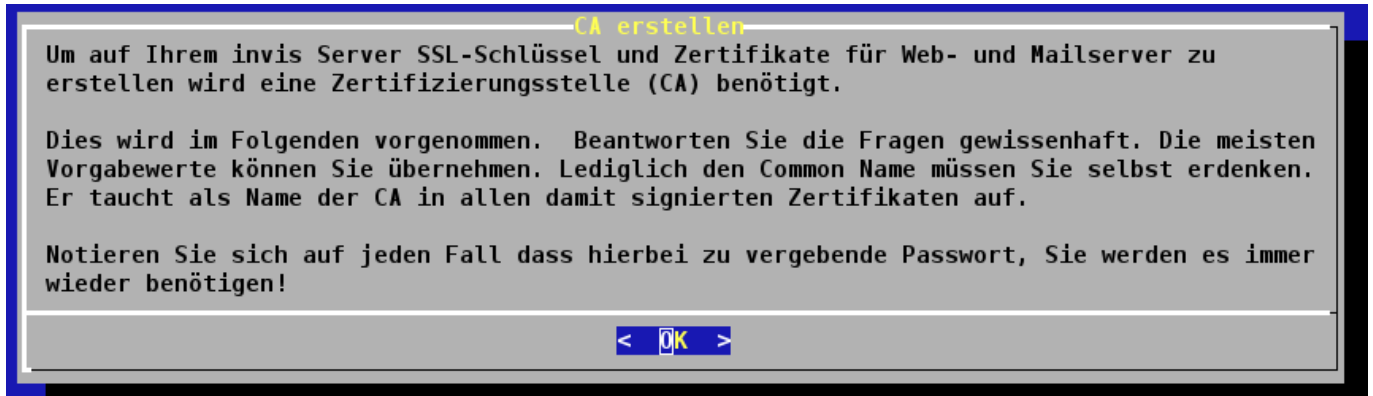 CA erstellen
Um auf Ihrem invis Server SSL-Schlüssel und Zertifikate für Web- und Mailserver zu
erstellen wird eine Zertifizierungsstelle (CA) benötigt.
Dies wird im Folgenden vorgenommen.  Beantworten Sie die Fragen gewissenhaft. Die meisten
Vorgabewerte können Sie übernehmen. Lediglich den Common Name müssen Sie selbst erdenken.
Er taucht als Name der CA in allen damit signierten Zertifikaten auf.
Notieren Sie sich auf jeden Fall dass hierbei zu vergebende Passwort, Sie werden es immer
wieder benötigen!
<  OK  >